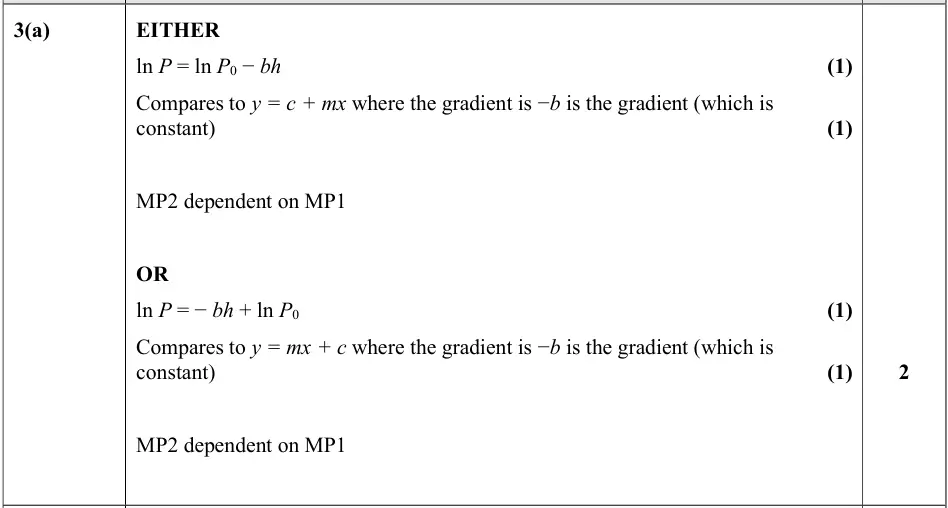 3(a)
EITHER
ln P = ln P₀ − bh (1)
Compares to y = c + mx where the gradient is −b is the gradient (which is
constant) (1)
MP2 dependent on MP1
OR
ln P = − bh + ln P₀ (1)
Compares to y = mx + c where the gradient is −b is the gradient (which is
constant) (1) 2
MP2 dependent on MP1